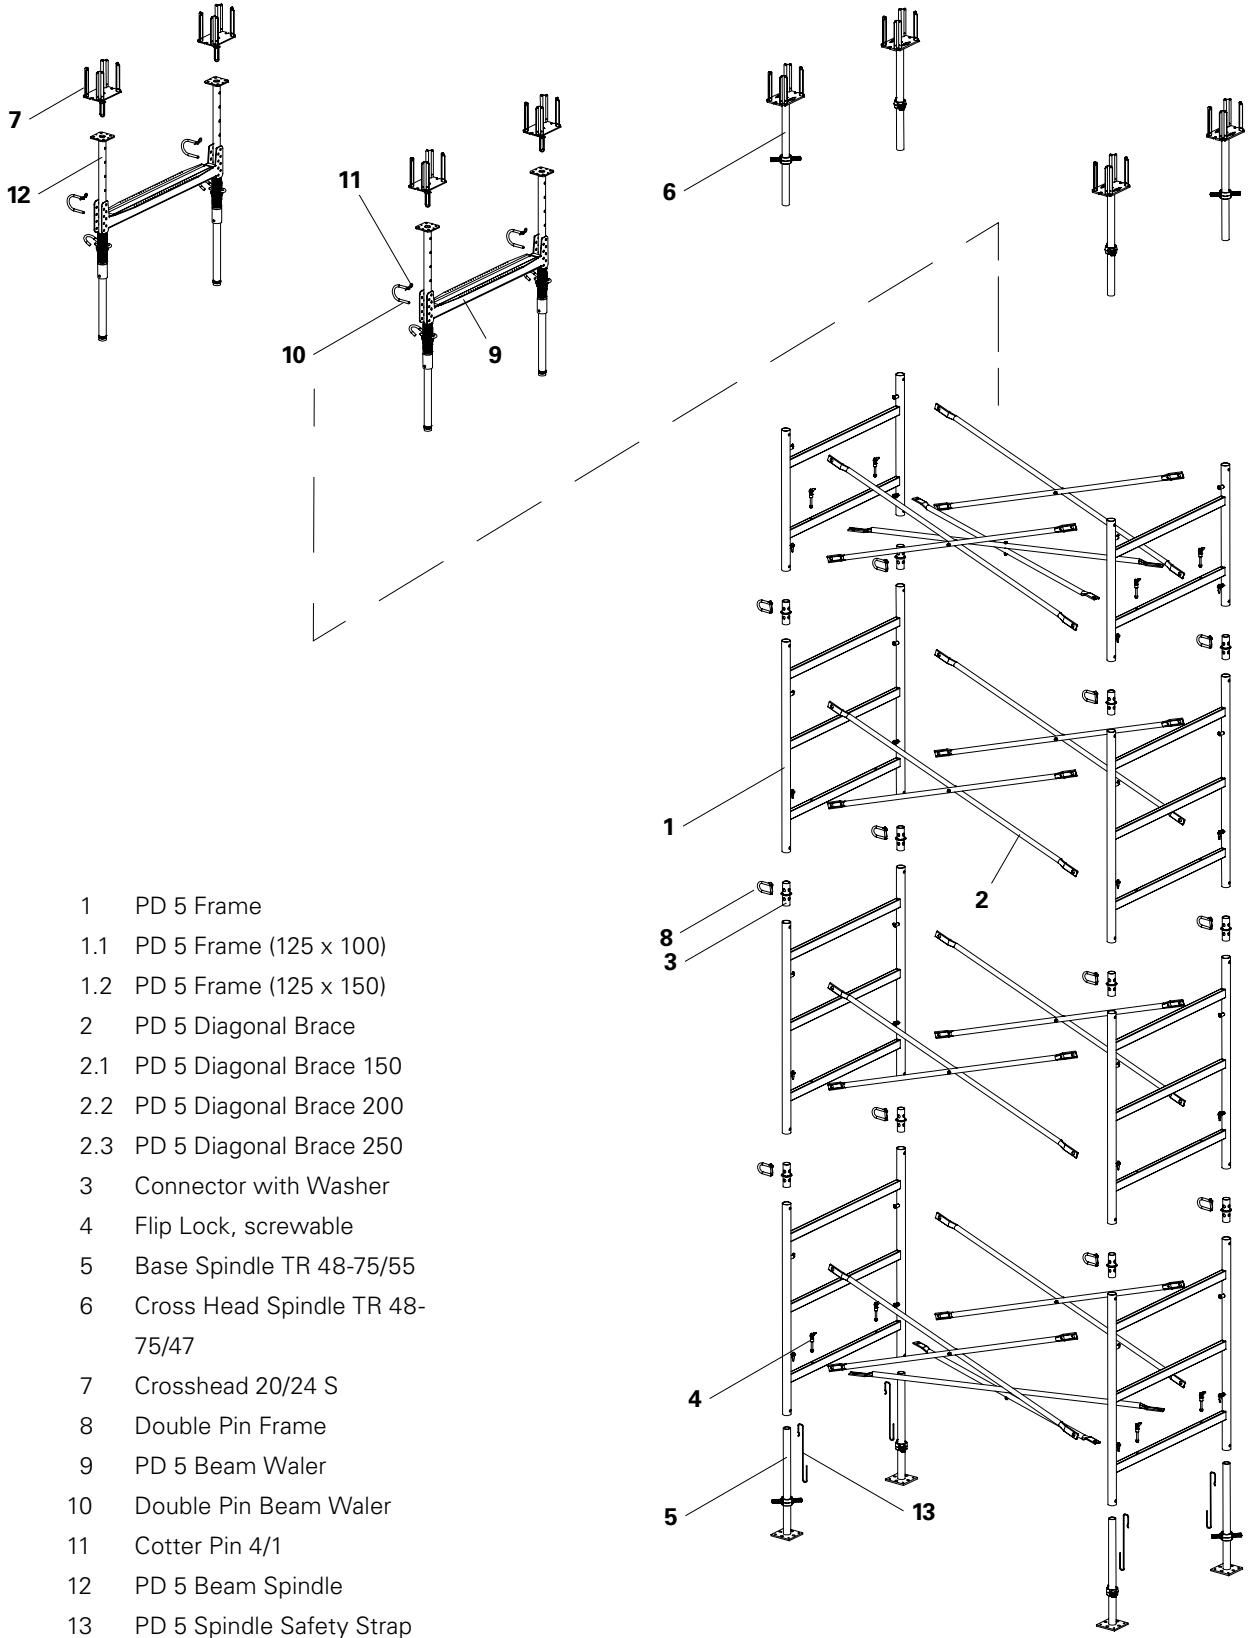 7
12
11
10
9
6
1
2
8
3
4
5
13
1 PD 5 Frame
1.1 PD 5 Frame (125 x 100)
1.2 PD 5 Frame (125 x 150)
2 PD 5 Diagonal Brace
2.1 PD 5 Diagonal Brace 150
2.2 PD 5 Diagonal Brace 200
2.3 PD 5 Diagonal Brace 250
3 Connector with Washer
4 Flip Lock, screwable
5 Base Spindle TR 48-75/55
6 Cross Head Spindle TR 48-
75/47
7 Crosshead 20/24 S
8 Double Pin Frame
9 PD 5 Beam Waler
10 Double Pin Beam Waler
11 Cotter Pin 4/1
12 PD 5 Beam Spindle
13 PD 5 Spindle Safety Strap